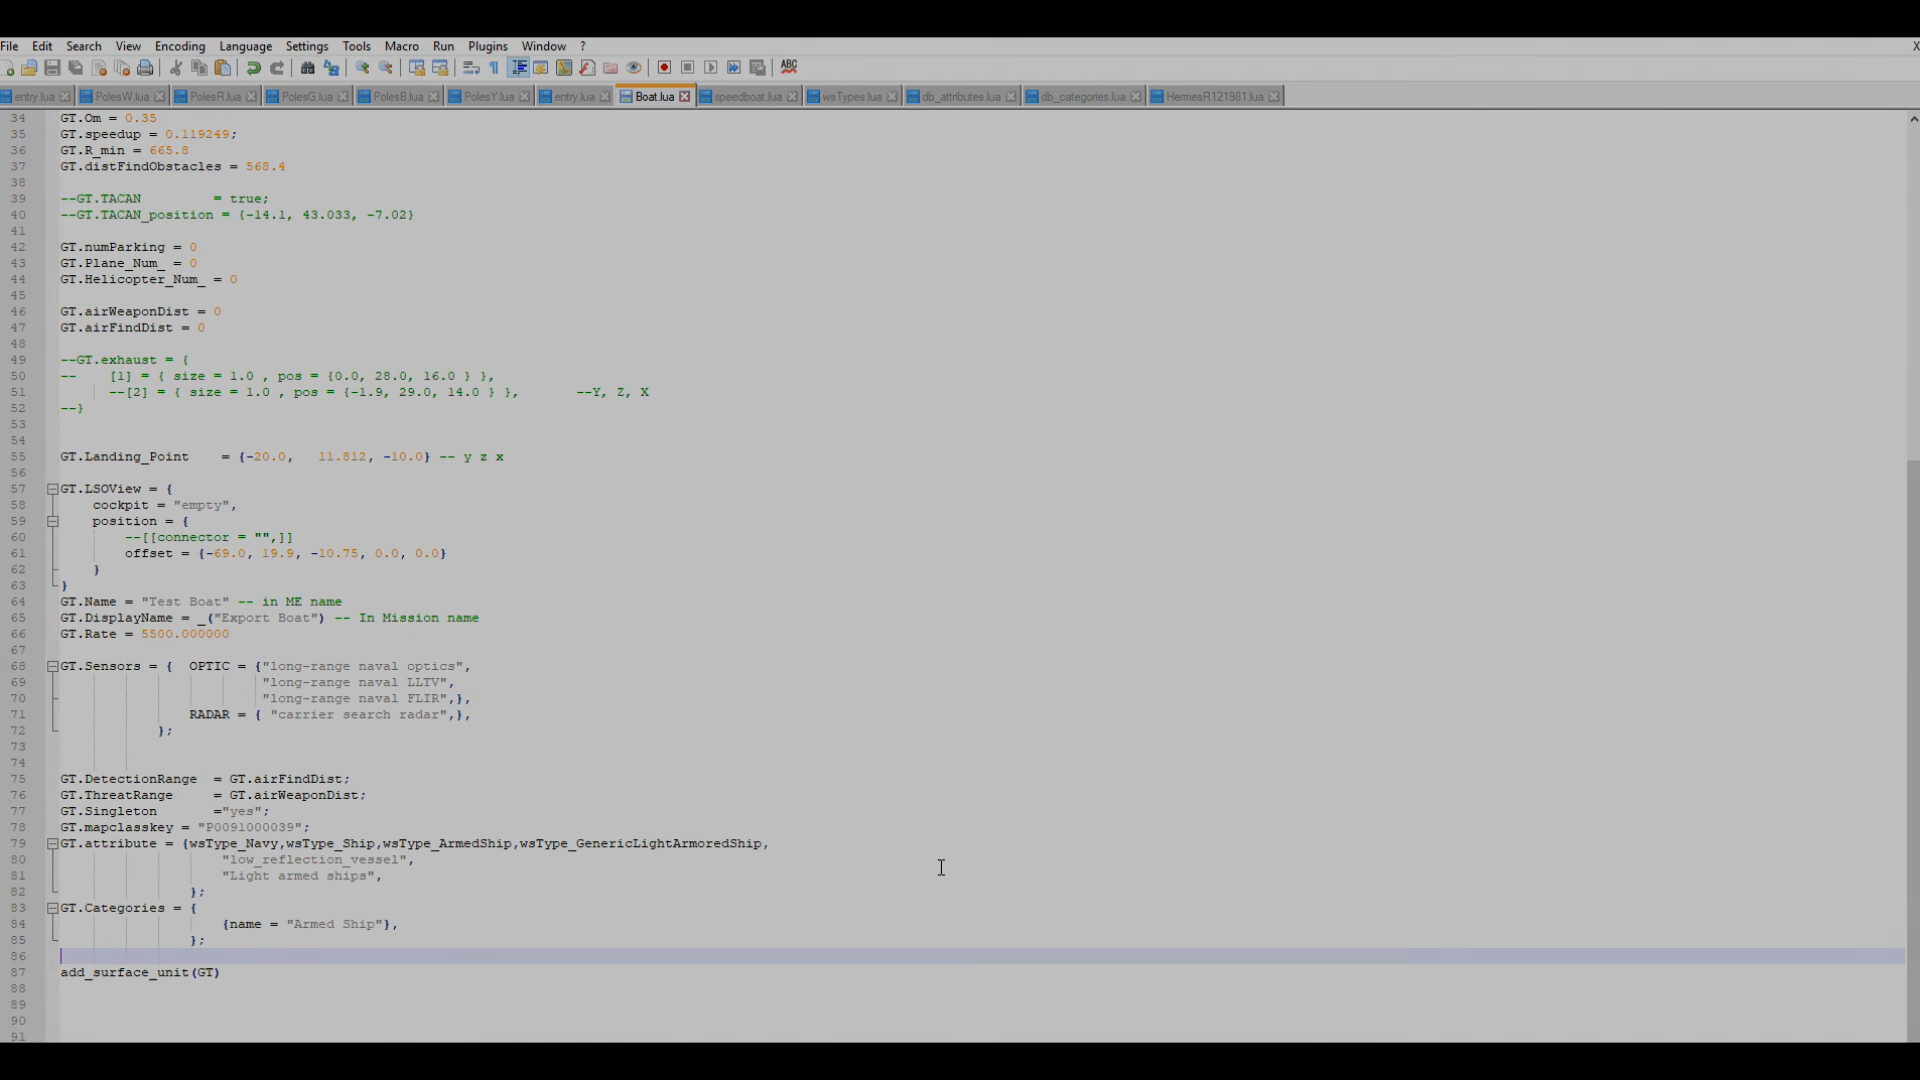 File Edit Search View Encoding Language Settings Tools Macro Run Plugins Window ? X
ABC
entry.lua PolesW.lua PolesR.lua PolesG.lua PolesB.lua PolesY.lua entry.lua Boat.lua speedboat.lua wsTypes.lua db_attributes.lua db_categories.lua HermesR121981.lua
34 GT.Om = 0.35
35 GT.speedup = 0.119249;
36 GT.R_min = 665.8
37 GT.distFindObstacles = 568.4
38
39 --GT.TACAN = true;
40 --GT.TACAN_position = {-14.1, 43.033, -7.02}
41
42 GT.numParking = 0
43 GT.Plane_Num_ = 0
44 GT.Helicopter_Num_ = 0
45
46 GT.airWeaponDist = 0
47 GT.airFindDist = 0
48
49 --GT.exhaust = {
50 -- [1] = { size = 1.0 , pos = {0.0, 28.0, 16.0 } },
51 --[2] = { size = 1.0 , pos = {-1.9, 29.0, 14.0 } }, --Y, Z, X
52 --}
53
54
55 GT.Landing_Point = {-20.0, 11.812, -10.0} -- y z x
56
57 GT.LSOView = {
58 cockpit = "empty",
59 position = {
60 --[[connector = "",]]
61 offset = {-69.0, 19.9, -10.75, 0.0, 0.0}
62 }
63 }
64 GT.Name = "Test Boat" -- in ME name
65 GT.DisplayName = _("Export Boat") -- In Mission name
66 GT.Rate = 5500.000000
67
68 GT.Sensors = { OPTIC = {"long-range naval optics",
69 "long-range naval LLTV",
70 "long-range naval FLIR",},
71 RADAR = { "carrier search radar",},
72 };
73
74
75 GT.DetectionRange = GT.airFindDist;
76 GT.ThreatRange = GT.airWeaponDist;
77 GT.Singleton ="yes";
78 GT.mapclasskey = "P0091000039";
79 GT.attribute = {wsType_Navy,wsType_Ship,wsType_ArmedShip,wsType_GenericLightArmoredShip,
80 "low_reflection_vessel",
81 "Light armed ships",
82 };
83 GT.Categories = {
84 {name = "Armed Ship"},
85 };
86
87 add_surface_unit(GT)
88
89
90
91